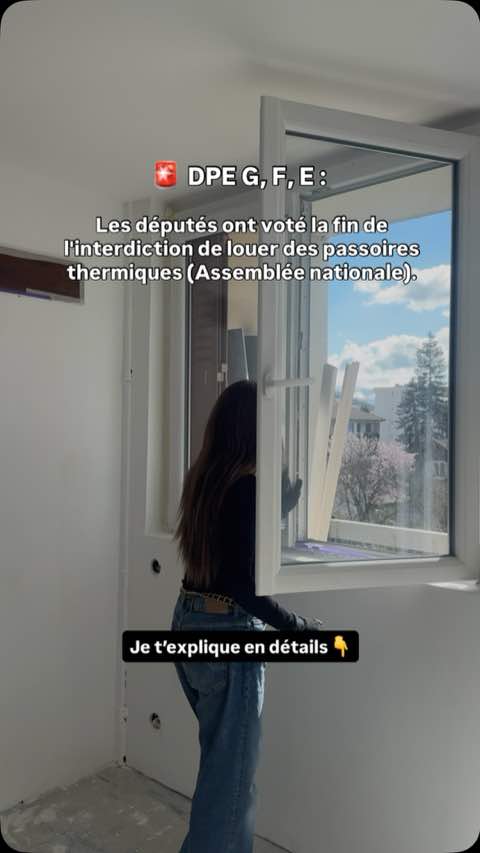 🚨 DPE G, F, E :
Les députés ont voté la fin de
l'interdiction de louer des passoires
thermiques (Assemblée nationale).
Je t’explique en détails👇